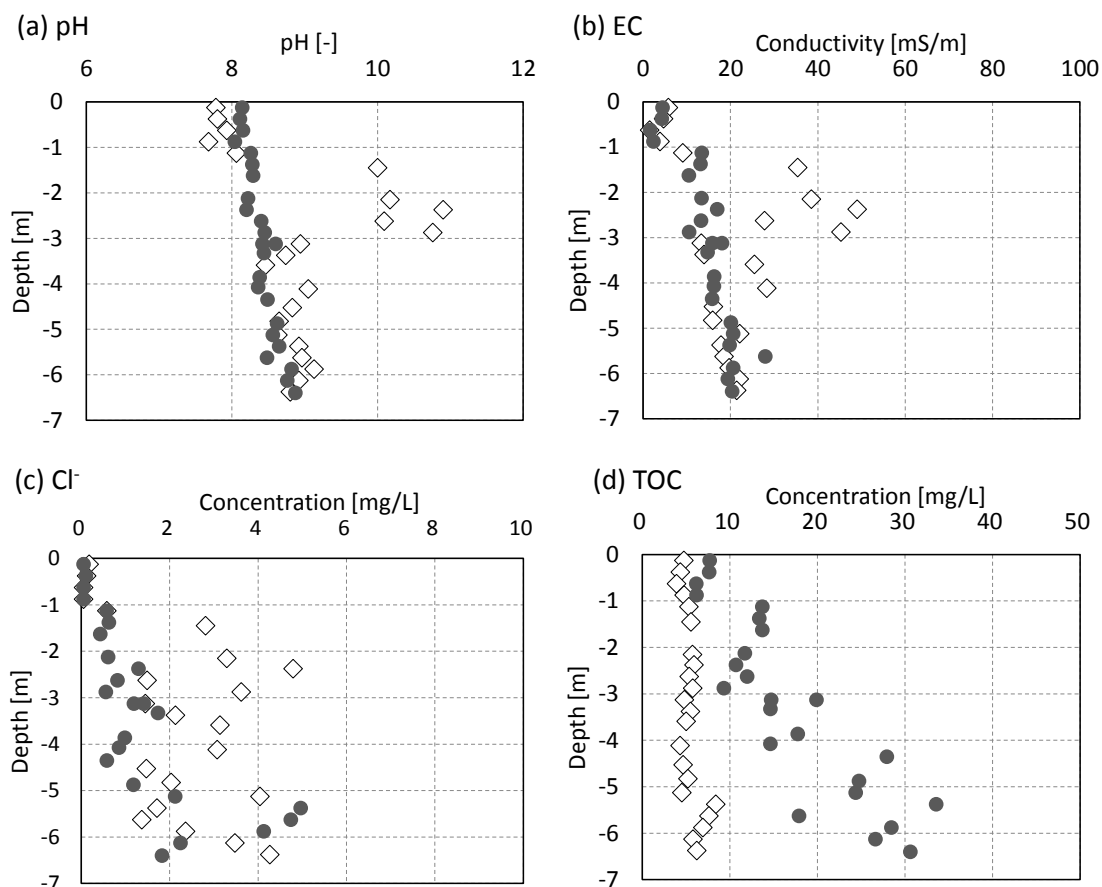 (a) pH
pH [-]
6 8 10 12
0
-1
-2
-3
-4
-5
-6
-7
Depth [m]
(b) EC
Conductivity [mS/m]
0 20 40 60 80 100
0
-1
-2
-3
-4
-5
-6
-7
Depth [m]
(c) Cl-
Concentration [mg/L]
0 2 4 6 8 10
0
-1
-2
-3
-4
-5
-6
-7
Depth [m]
(d) TOC
Concentration [mg/L]
0 10 20 30 40 50
0
-1
-2
-3
-4
-5
-6
-7
Depth [m]